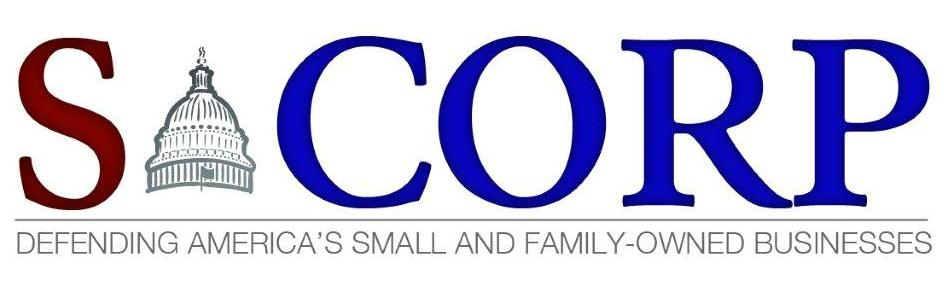 S CORP
DEFENDING AMERICA'S SMALL AND FAMILY-OWNED BUSINESSES